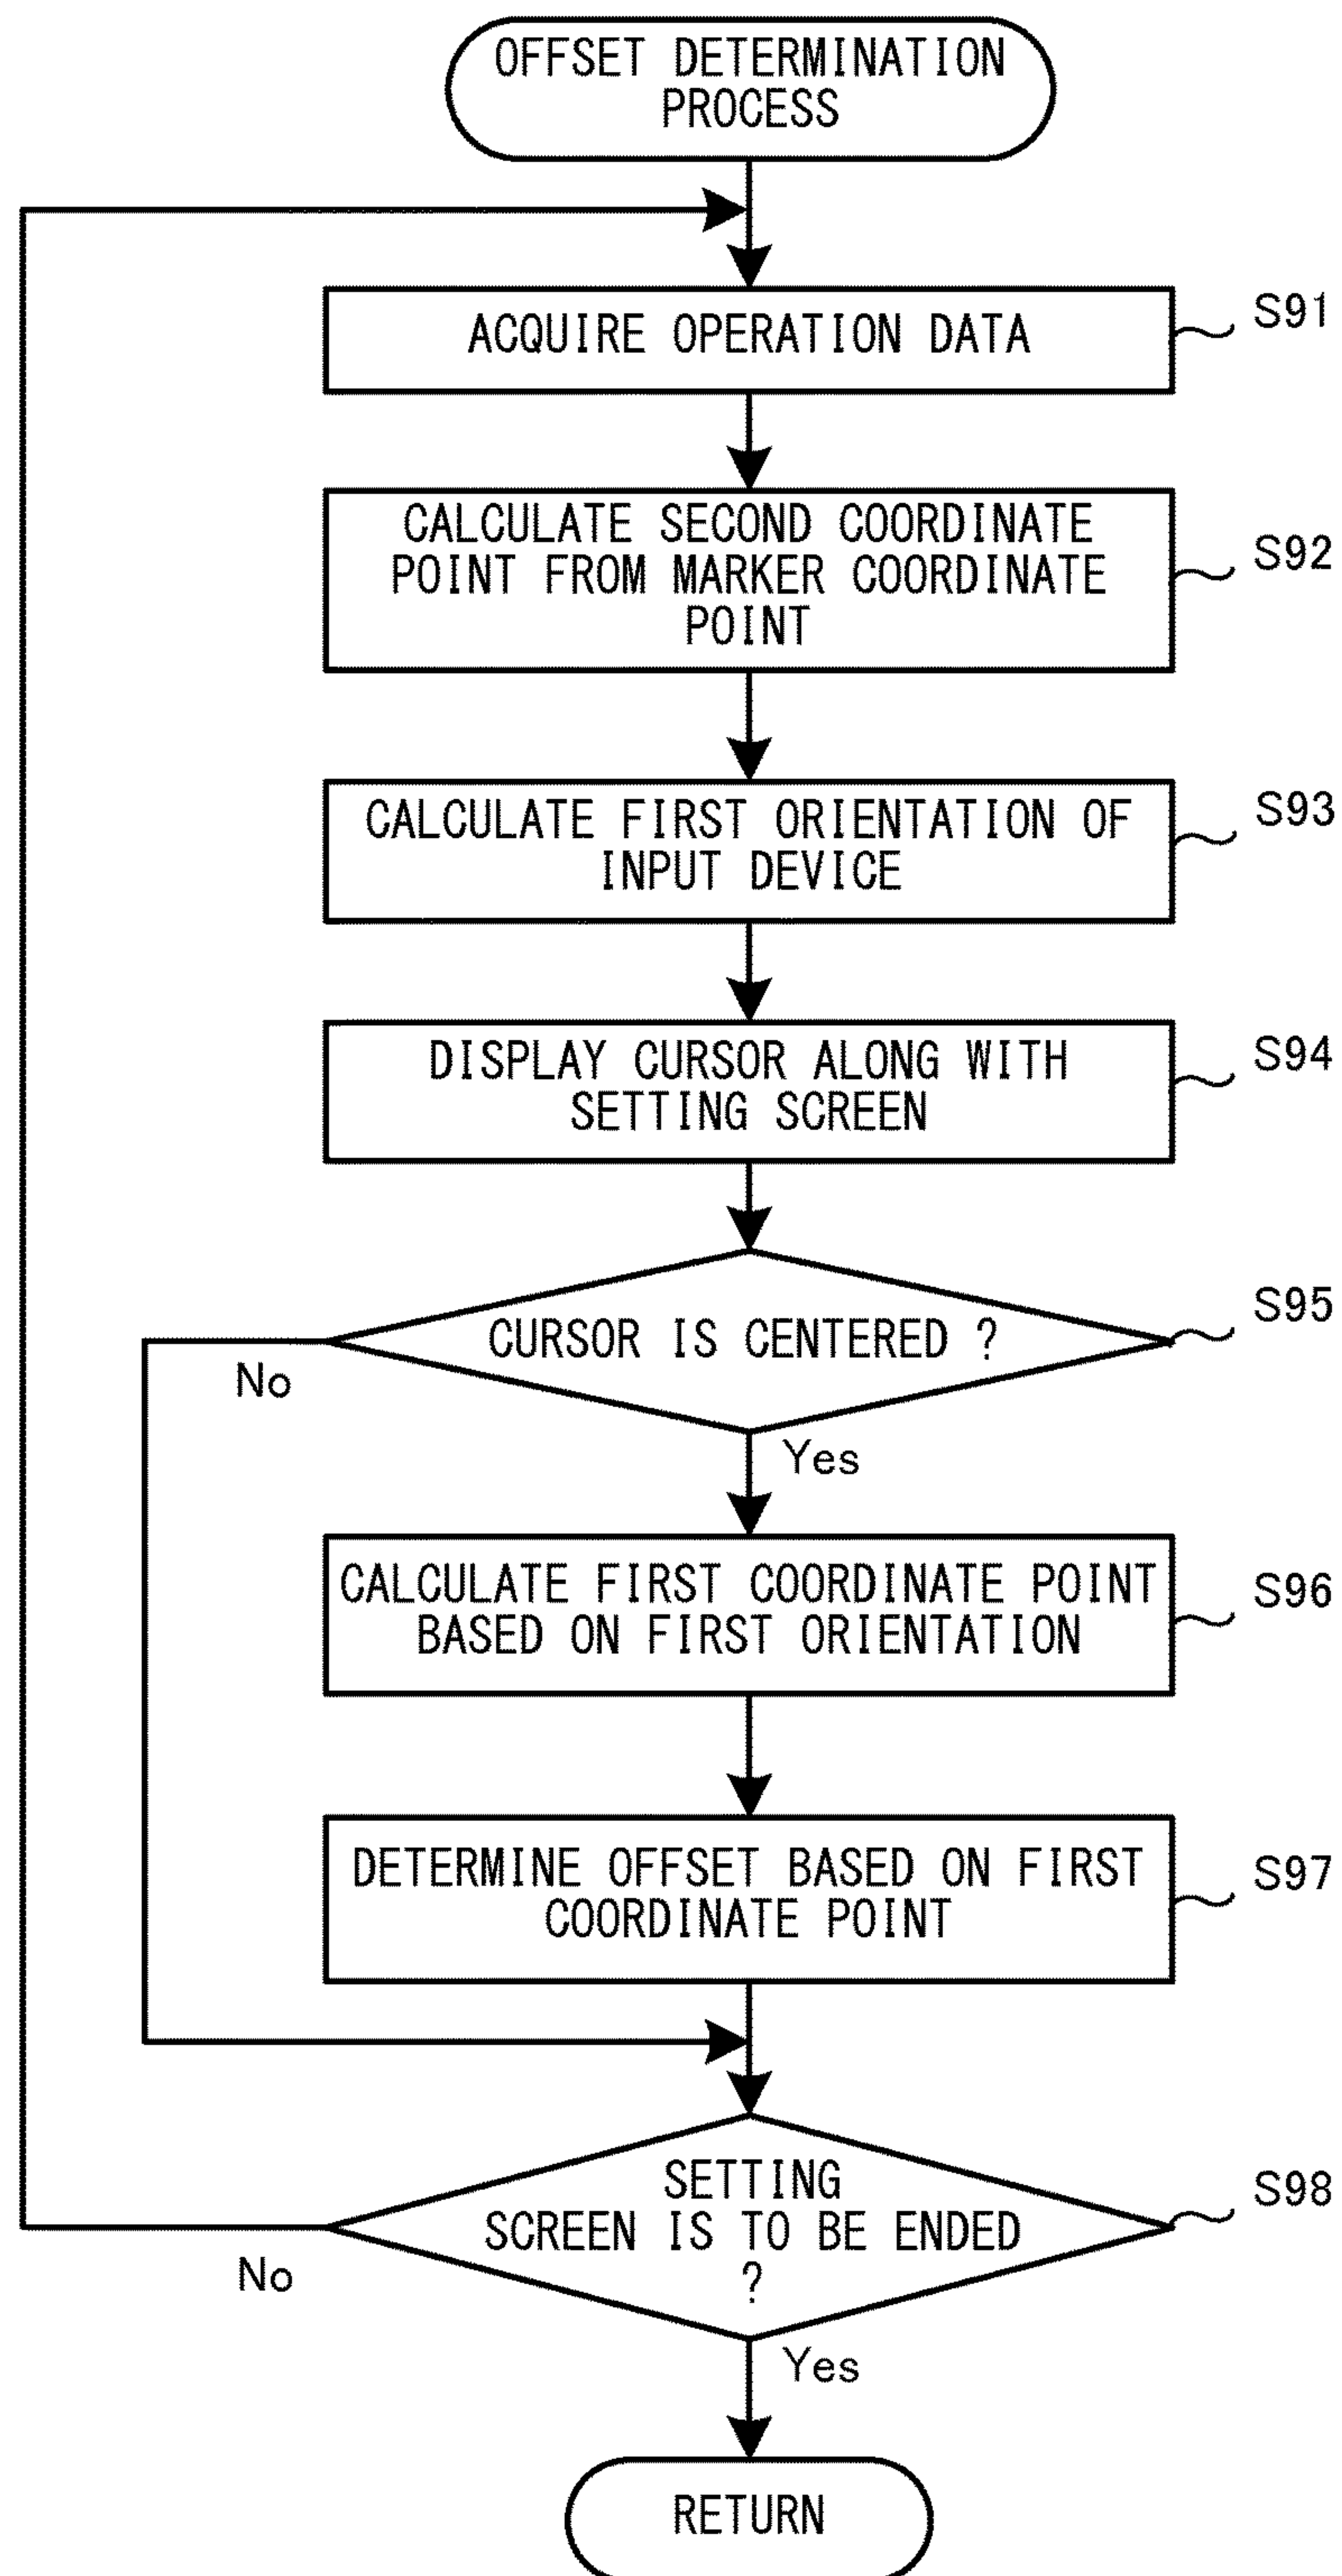 OFFSET DETERMINATION
PROCESS
ACQUIRE OPERATION DATA
S91
CALCULATE SECOND COORDINATE
POINT FROM MARKER COORDINATE
POINT
S92
CALCULATE FIRST ORIENTATION OF
INPUT DEVICE
S93
DISPLAY CURSOR ALONG WITH
SETTING SCREEN
S94
CURSOR IS CENTERED ?
S95
No
Yes
CALCULATE FIRST COORDINATE POINT
BASED ON FIRST ORIENTATION
S96
DETERMINE OFFSET BASED ON FIRST
COORDINATE POINT
S97
SETTING
SCREEN IS TO BE ENDED
?
S98
No
Yes
RETURN